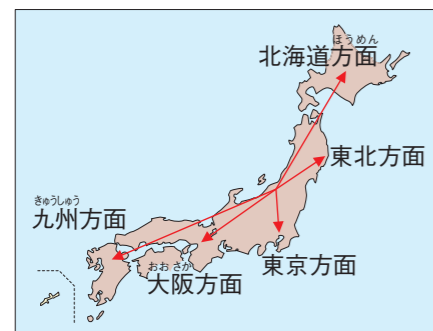 ほうめん
北海道方面
東北方面
きゅうしゅう
九州方面
おおさか
大阪方面
東京方面